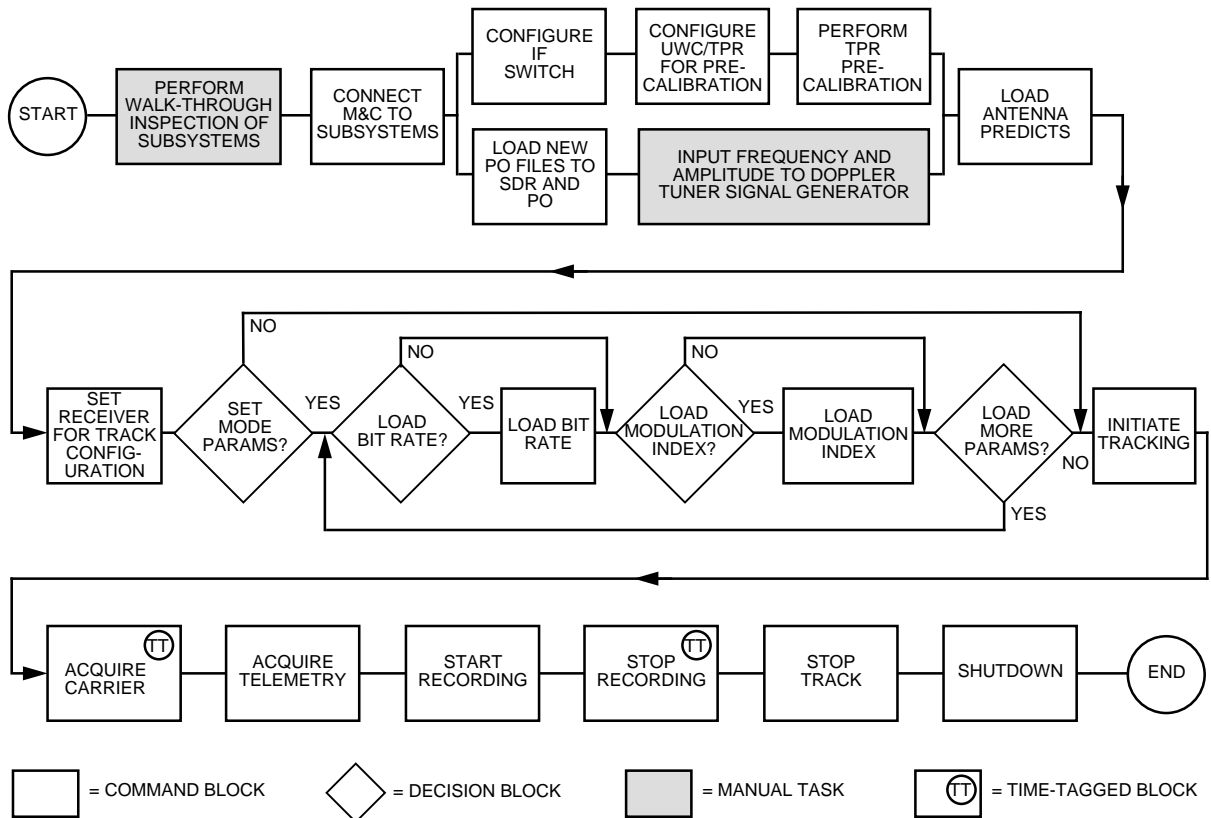 START
PERFORM
WALK-THROUGH
INSPECTION OF
SUBSYSTEMS
CONNECT
M&C TO
SUBSYSTEMS
CONFIGURE
IF
SWITCH
CONFIGURE
UWC/TPR
FOR PRE-
CALIBRATION
PERFORM
TPR
PRE-
CALIBRATION
LOAD NEW
PO FILES TO
SDR AND
PO
INPUT FREQUENCY AND
AMPLITUDE TO DOPPLER
TUNER SIGNAL GENERATOR
LOAD
ANTENNA
PREDICTS
SET
RECEIVER
FOR TRACK
CONFIG-
URATION
SET
MODE
PARAMS?
NO
YES
LOAD
BIT RATE?
NO
YES
LOAD BIT
RATE
LOAD
MODULATION
INDEX?
NO
YES
LOAD
MODULATION
INDEX
LOAD
MORE
PARAMS?
NO
YES
INITIATE
TRACKING
TT
ACQUIRE
CARRIER
ACQUIRE
TELEMETRY
START
RECORDING
TT
STOP
RECORDING
STOP
TRACK
SHUTDOWN
END
= COMMAND BLOCK
= DECISION BLOCK
= MANUAL TASK
TT
= TIME-TAGGED BLOCK